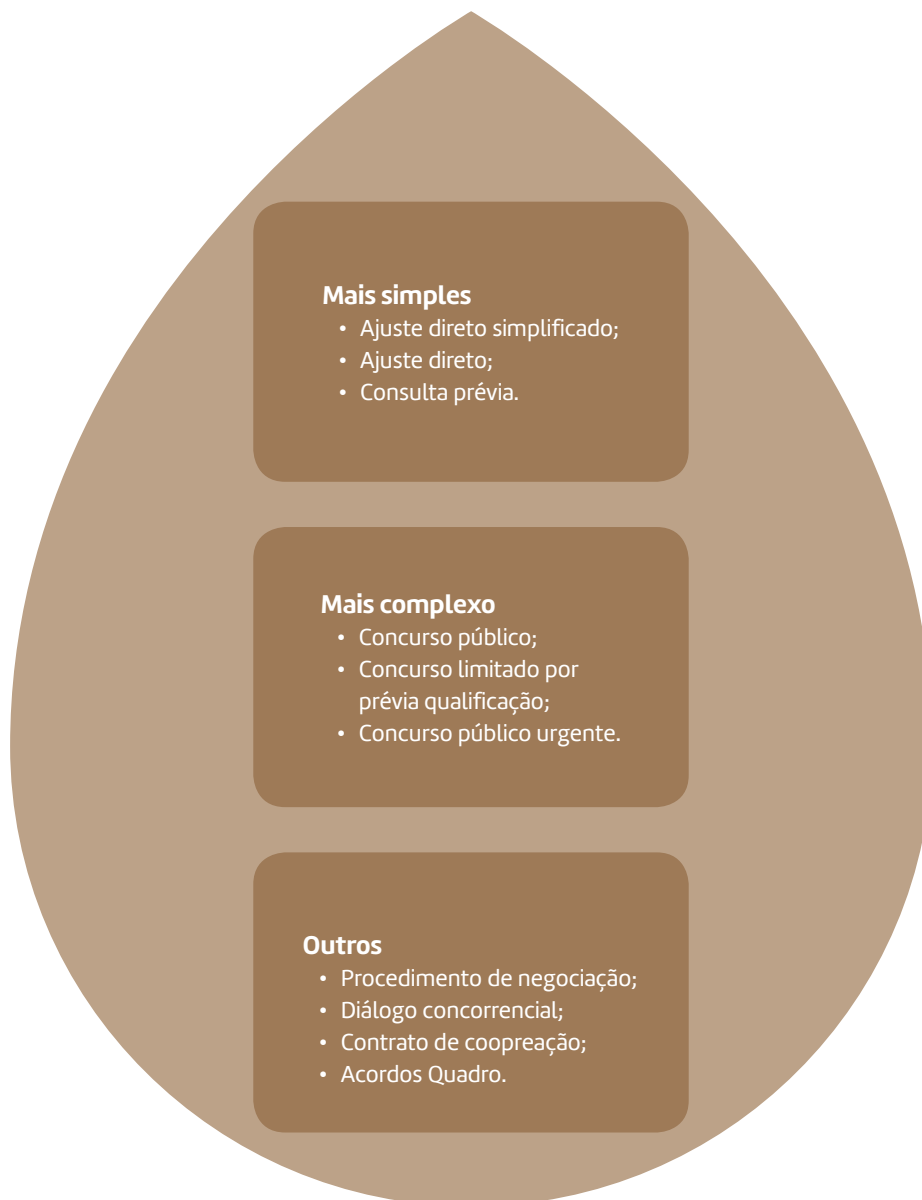 Mais simples
• Ajuste direto simplificado;
• Ajuste direto;
• Consulta prévia.
Mais complexo
• Concurso público;
• Concurso limitado por
prévia qualificação;
• Concurso público urgente.
Outros
• Procedimento de negociação;
• Diálogo concorrencial;
• Contrato de coopreação;
• Acordos Quadro.